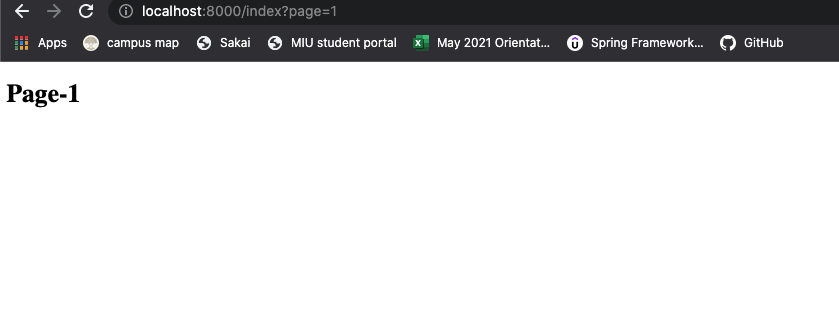 localhost:8000/index?page=1
Apps campus map Sakai MIU student portal May 2021 Orientat... Spring Framework... GitHub
Page-1